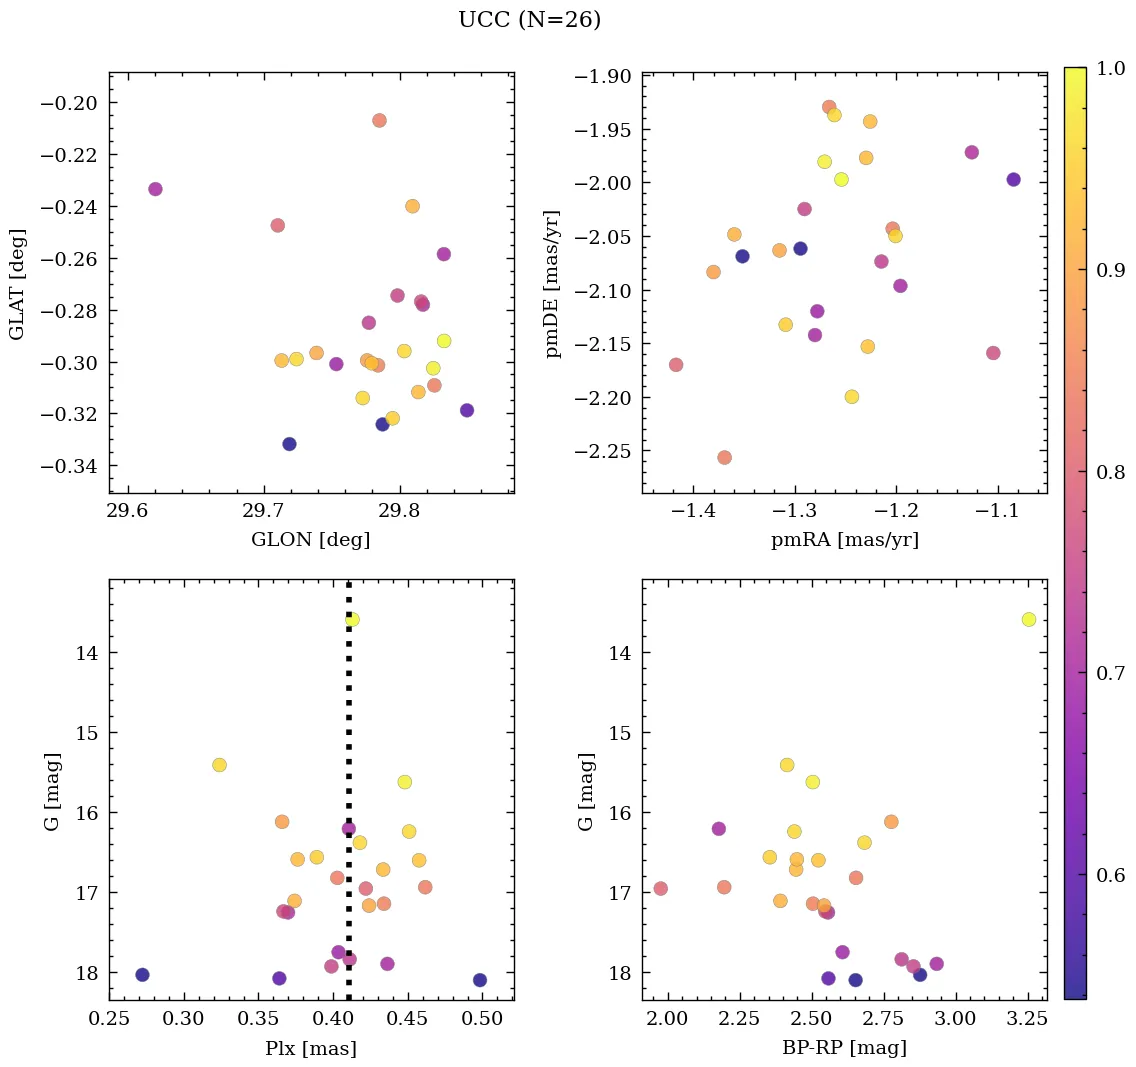 UCC (N=26)
−0.20
−0.22
−0.24
−0.26
−0.28
−0.30
−0.32
−0.34
GLAT [deg]
29.6 29.7 29.8
GLON [deg]
−1.90
−1.95
−2.00
−2.05
−2.10
−2.15
−2.20
−2.25
pmDE [mas/yr]
−1.4 −1.3 −1.2 −1.1
pmRA [mas/yr]
14
15
16
17
18
G [mag]
0.25 0.30 0.35 0.40 0.45 0.50
Plx [mas]
14
15
16
17
18
G [mag]
2.00 2.25 2.50 2.75 3.00 3.25
BP-RP [mag]
1.0
0.9
0.8
0.7
0.6